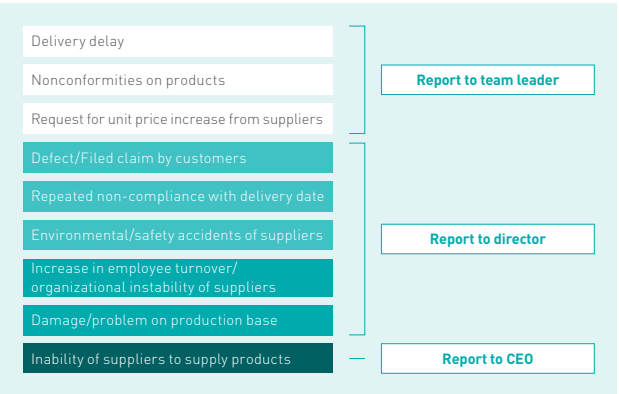 Delivery delay
Nonconformities on products
Report to team leader
Request for unit price increase from suppliers
Defect/Filed claim by customers
Repeated non-compliance with delivery date
Environmental/safety accidents of suppliers
Report to director
Increase in employee turnover/
organizational instability of suppliers
Damage/problem on production base
Inability of suppliers to supply products
Report to CEO